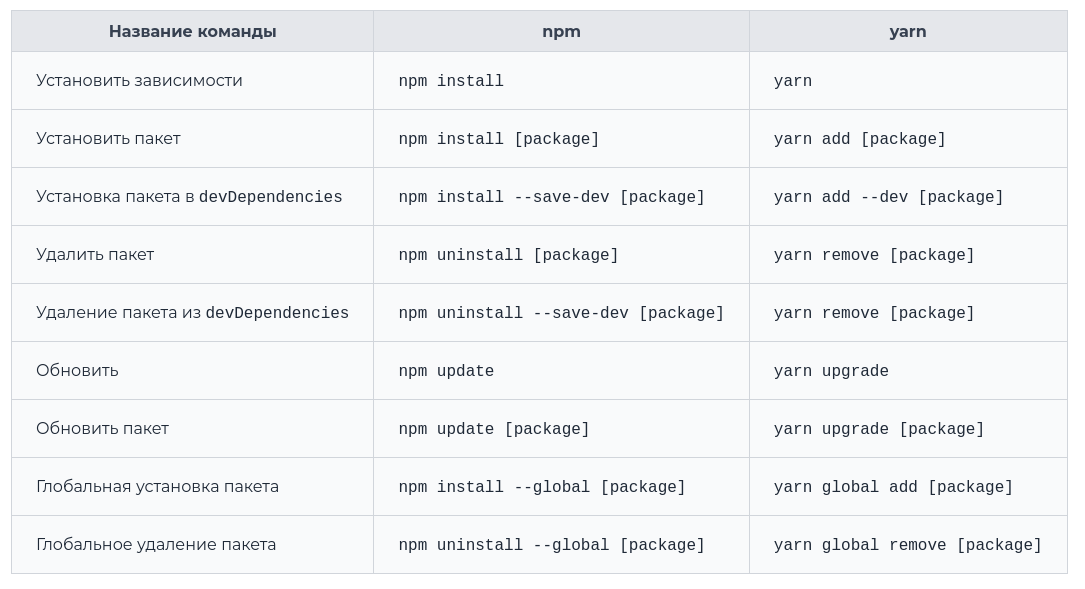 Название команды npm yarn
Установить зависимости npm install yarn
Установить пакет npm install [package] yarn add [package]
Установка пакета в devDependencies npm install --save-dev [package] yarn add --dev [package]
Удалить пакет npm uninstall [package] yarn remove [package]
Удаление пакета из devDependencies npm uninstall --save-dev [package] yarn remove [package]
Обновить npm update yarn upgrade
Обновить пакет npm update [package] yarn upgrade [package]
Глобальная установка пакета npm install --global [package] yarn global add [package]
Глобальное удаление пакета npm uninstall --global [package] yarn global remove [package]